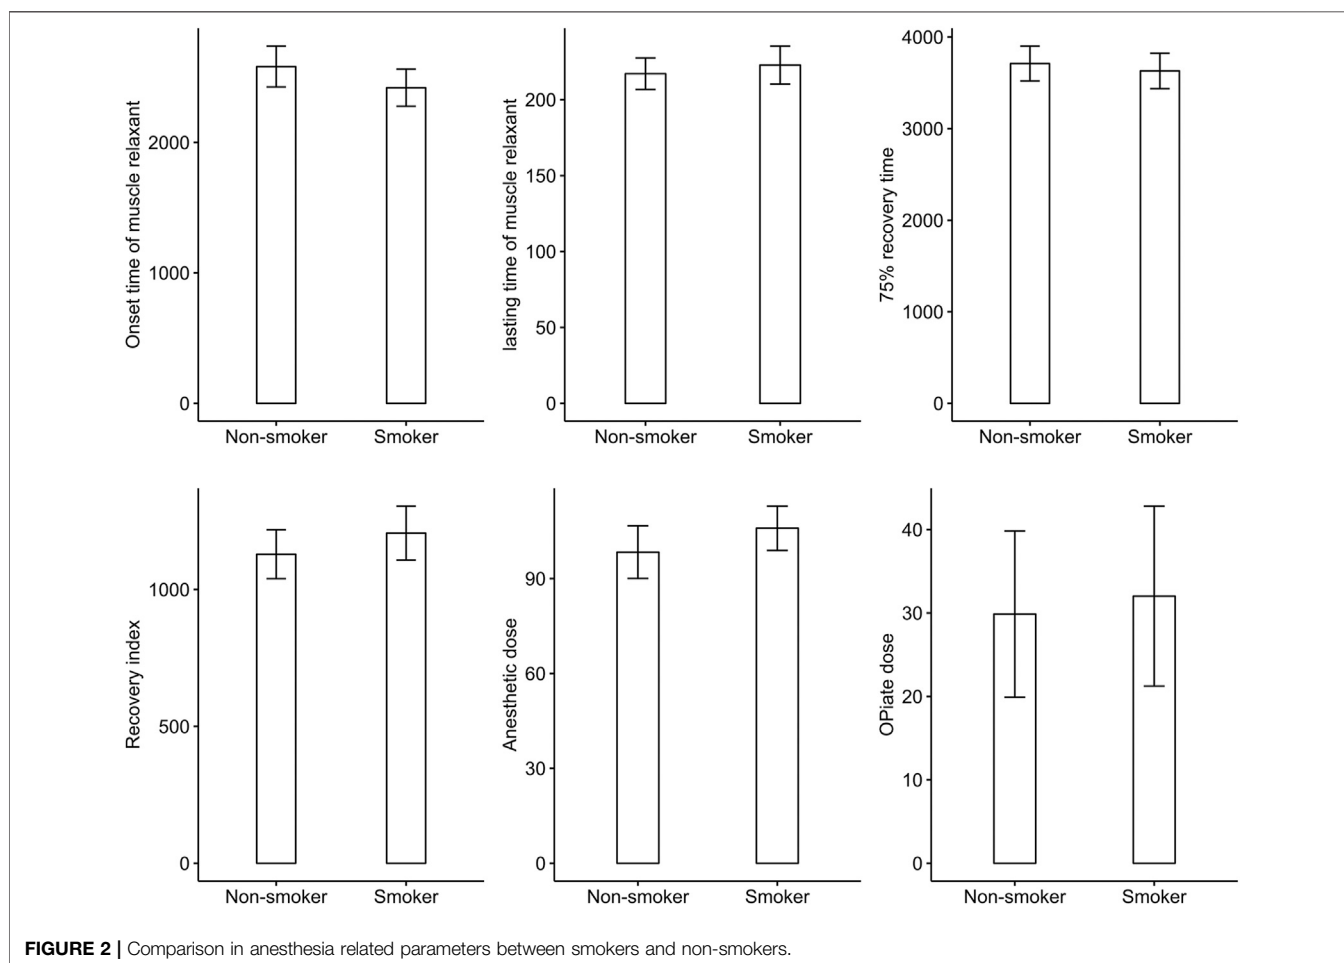 Onset time of muscle relaxant
2000
1000
0
Non-smoker Smoker
lasting time of muscle relaxant
200
150
100
50
0
Non-smoker Smoker
75% recovery time
4000
3000
2000
1000
0
Non-smoker Smoker
Recovery index
1000
500
0
Non-smoker Smoker
Anesthetic dose
90
60
30
0
Non-smoker Smoker
OPiate dose
40
30
20
10
0
Non-smoker Smoker
FIGURE 2 | Comparison in anesthesia related parameters between smokers and non-smokers.